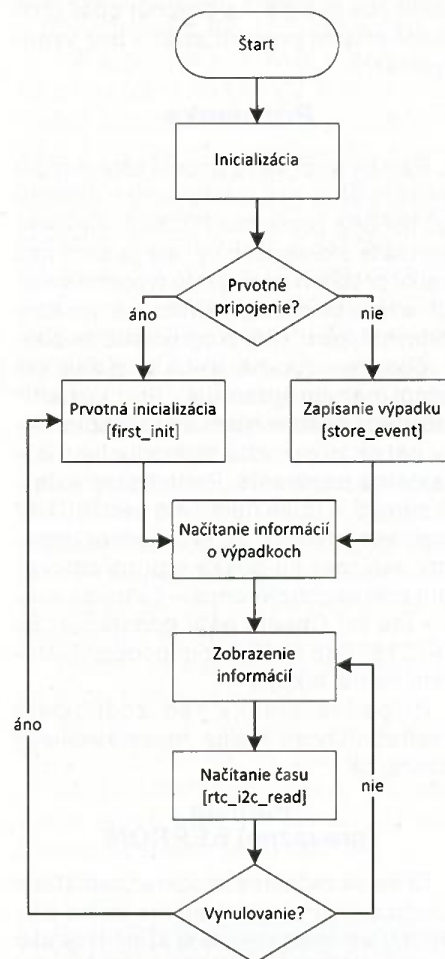 Štart
Inicializácia
Prvotné
pripojenie?
áno
nie
Prvotná inicializácia
[first_init]
Zapísanie výpadku
[store_event]
Načítanie informácií
o výpadkoch
Zobrazenie
informácií
Načítanie času
[rtc_i2c_read]
áno
nie
Vynulovanie?